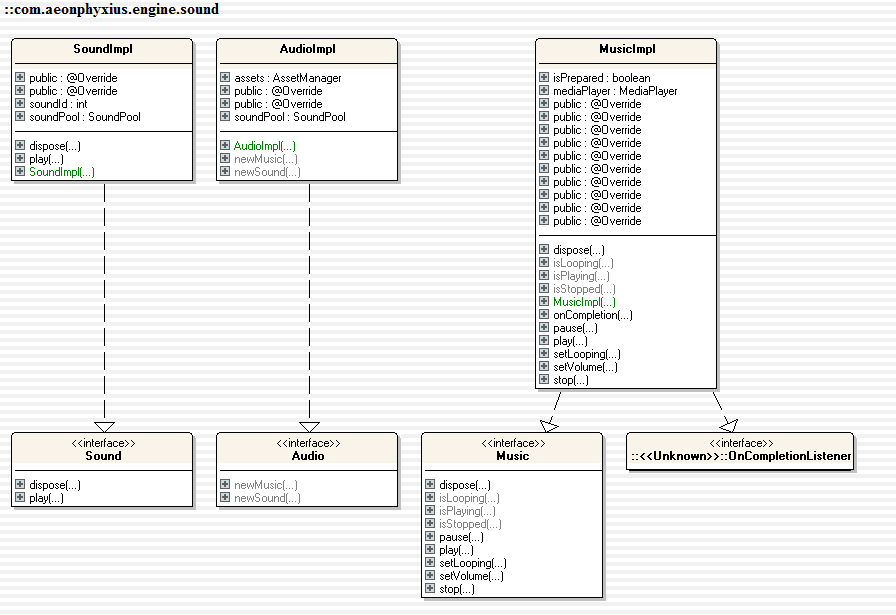 ::com.aeonphyxius.engine.sound
SoundImpl
public : @Override
public : @Override
soundId : int
soundPool : SoundPool
dispose(...)
play(...)
SoundImpl(...)
AudioImpl
assets : AssetManager
public : @Override
public : @Override
soundPool : SoundPool
AudioImpl(...)
newMusic(...)
newSound(...)
MusicImpl
isPrepared : boolean
mediaPlayer : MediaPlayer
public : @Override
public : @Override
public : @Override
public : @Override
public : @Override
public : @Override
public : @Override
public : @Override
public : @Override
public : @Override
dispose(...)
isLooping(...)
isPlaying(...)
isStopped(...)
MusicImpl(...)
onCompletion(...)
pause(...)
play(...)
setLooping(...)
setVolume(...)
stop(...)
<<interface>>
Sound
dispose(...)
play(...)
<<interface>>
Audio
newMusic(...)
newSound(...)
<<interface>>
Music
dispose(...)
isLooping(...)
isPlaying(...)
isStopped(...)
pause(...)
play(...)
setLooping(...)
setVolume(...)
stop(...)
<<interface>>
::<<Unknown>>::OnCompletionListener